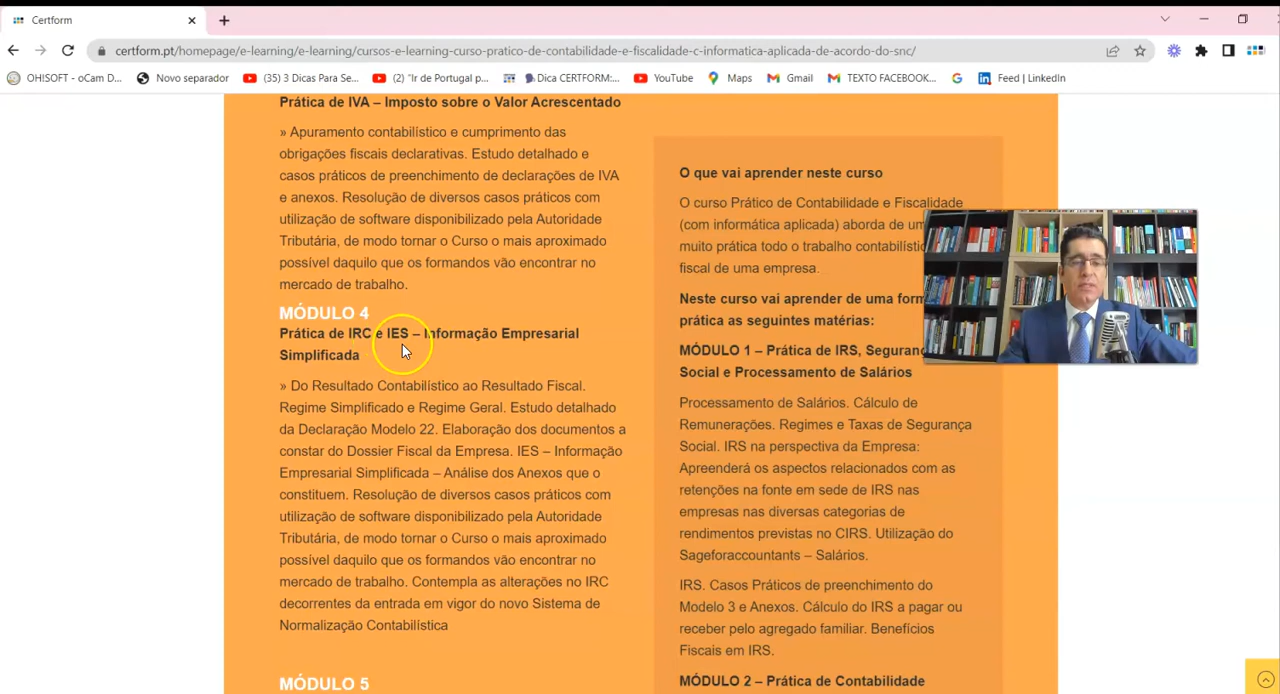 Certform
certform.pt/homepage/e-learning/e-learning/cursos-e-learning-curso-pratico-de-contabilidade-e-fiscalidade-c-informatica-aplicada-de-acordo-do-snc/
OHISOFT - oCam D...
Novo separador
(35) 3 Dicas Para Se...
(2) "Ir de Portugal p...
Dica CERTFORM:...
YouTube
Maps
Gmail
TEXTO FACEBOOK...
Feed | LinkedIn
Prática de IVA – Imposto sobre o Valor Acrescentado
» Apuramento contabilístico e cumprimento das
obrigações fiscais declarativas. Estudo detalhado e
casos práticos de preenchimento de declarações de IVA
e anexos. Resolução de diversos casos práticos com
utilização de software disponibilizado pela Autoridade
Tributária, de modo tornar o Curso o mais aproximado
possível daquilo que os formandos vão encontrar no
mercado de trabalho.
MÓDULO 4
Prática de IRC e IES – Informação Empresarial
Simplificada
» Do Resultado Contabilístico ao Resultado Fiscal.
Regime Simplificado e Regime Geral. Estudo detalhado
da Declaração Modelo 22. Elaboração dos documentos a
constar do Dossier Fiscal da Empresa. IES – Informação
Empresarial Simplificada – Análise dos Anexos que o
constituem. Resolução de diversos casos práticos com
utilização de software disponibilizado pela Autoridade
Tributária, de modo tornar o Curso o mais aproximado
possível daquilo que os formandos vão encontrar no
mercado de trabalho. Contempla as alterações no IRC
decorrentes da entrada em vigor do novo Sistema de
Normalização Contabilística
MÓDULO 5
O que vai aprender neste curso
O curso Prático de Contabilidade e Fiscalidade
(com informática aplicada) aborda de um
muito prática todo o trabalho contabilístic
fiscal de uma empresa.
Neste curso vai aprender de uma form
prática as seguintes matérias:
MÓDULO 1 – Prática de IRS, Seguran
Social e Processamento de Salários
Processamento de Salários. Cálculo de
Remunerações. Regimes e Taxas de Segurança
Social. IRS na perspectiva da Empresa:
Apreenderá os aspectos relacionados com as
retenções na fonte em sede de IRS nas
empresas nas diversas categorias de
rendimentos previstas no CIRS. Utilização do
Sageforaccountants – Salários.
IRS. Casos Práticos de preenchimento do
Modelo 3 e Anexos. Cálculo do IRS a pagar ou
receber pelo agregado familiar. Benefícios
Fiscais em IRS.
MÓDULO 2 – Prática de Contabilidade